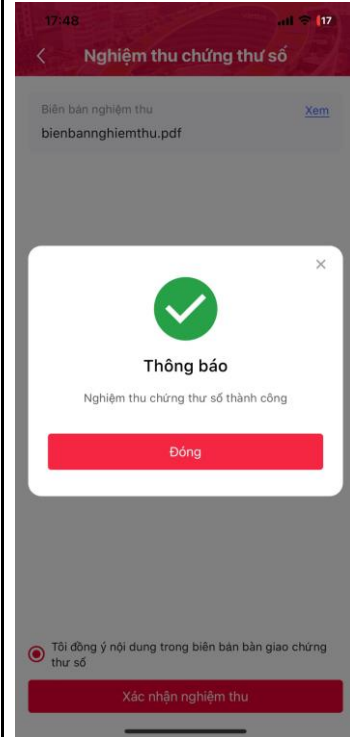 17:48
17
Nghiệm thu chứng thư số
Biên bản nghiệm thu
Xem
bienbannghiemthu.pdf
Thông báo
Nghiệm thu chứng thư số thành công
Đóng
Tôi đồng ý nội dung trong biên bản bàn giao chứng
thư số
Xác nhận nghiệm thu